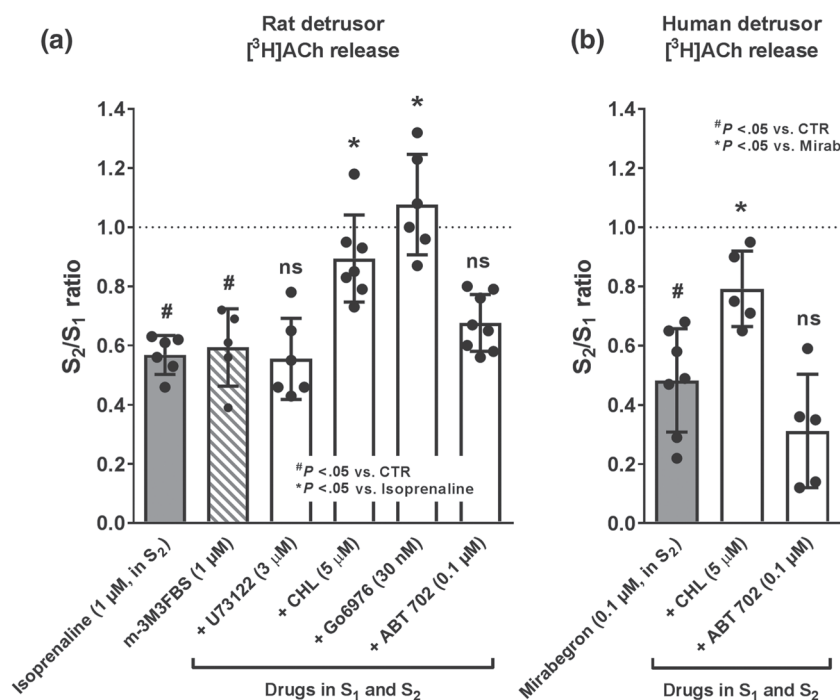 (a)
Rat detrusor
[³H]ACh release
S₂/S₁ ratio
1.4
1.2
1.0
0.8
0.6
0.4
0.2
0.0
#
#
ns
*
*
ns
#P <.05 vs. CTR
*P <.05 vs. Isoprenaline
Isoprenaline (1 µM, in S₂)
m-3M3FBS (1 µM)
+ U73122 (3 µM)
+ CHL (5 µM)
+ Go6976 (30 nM)
+ ABT 702 (0.1 µM)
Drugs in S₁ and S₂
(b)
Human detrusor
[³H]ACh release
S₂/S₁ ratio
1.4
1.2
1.0
0.8
0.6
0.4
0.2
0.0
#P <.05 vs. CTR
*P <.05 vs. Mirab
#
*
ns
Mirabegron (0.1 µM, in S₂)
+ CHL (5 µM)
+ ABT 702 (0.1 µM)
Drugs in S₁ and S₂